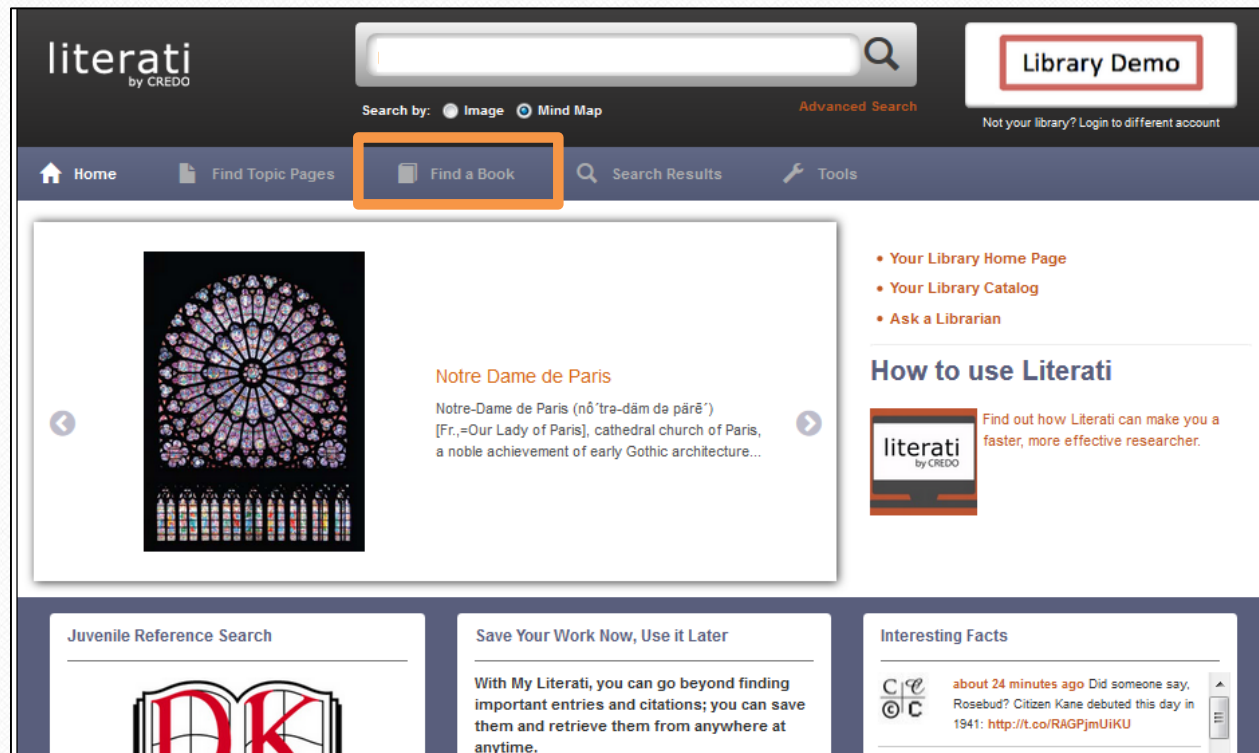 literati
by CREDO
Library Demo
Search by: Image Mind Map
Advanced Search
Not your library? Login to different account
Home
Find Topic Pages
Find a Book
Search Results
Tools
Notre Dame de Paris
Notre-Dame de Paris (nô´trə-däm də pärē´)
[Fr.,=Our Lady of Paris], cathedral church of Paris,
a noble achievement of early Gothic architecture...
• Your Library Home Page
• Your Library Catalog
• Ask a Librarian
How to use Literati
literati
by CREDO
Find out how Literati can make you a
faster, more effective researcher.
Juvenile Reference Search
DK
Save Your Work Now, Use it Later
With My Literati, you can go beyond finding
important entries and citations; you can save
them and retrieve them from anywhere at
anytime.
Interesting Facts
C C
© C
about 24 minutes ago Did someone say,
Rosebud? Citizen Kane debuted this day in
1941: http://t.co/RAGPjmUiKU